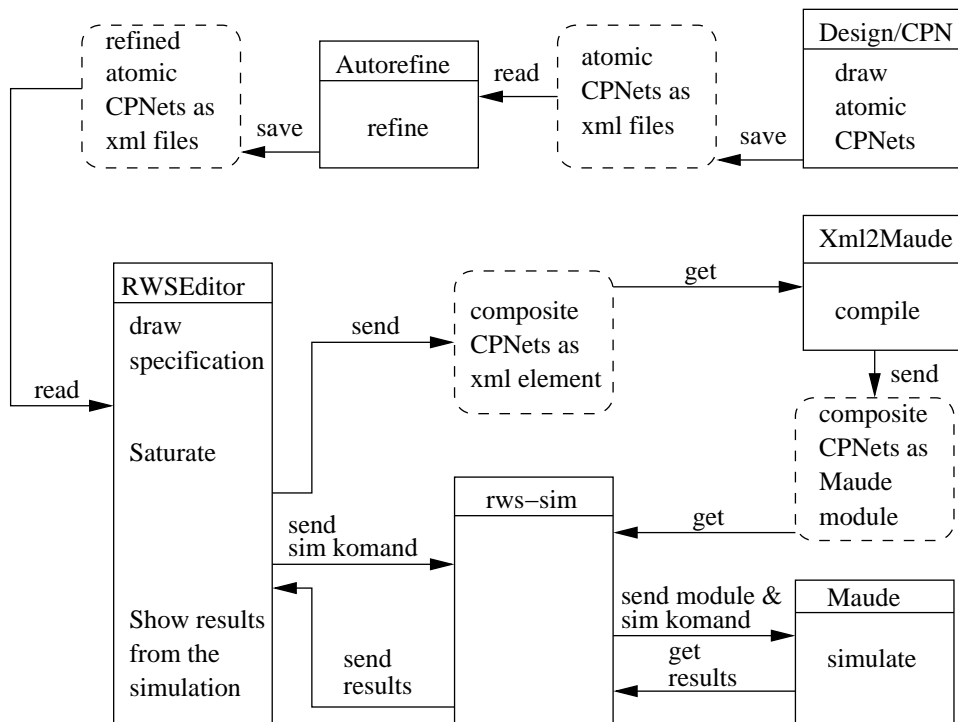 refined
atomic
CPNets as
xml files
save
Autorefine
refine
read
atomic
CPNets as
xml files
save
Design/CPN
draw
atomic
CPNets
read
RWSEditor
draw
specification
Saturate
Show results
from the
simulation
send
composite
CPNets as
xml element
get
Xml2Maude
compile
send
composite
CPNets as
Maude
module
get
send
sim komand
rws−sim
send
results
send module &
sim komand
get
results
Maude
simulate